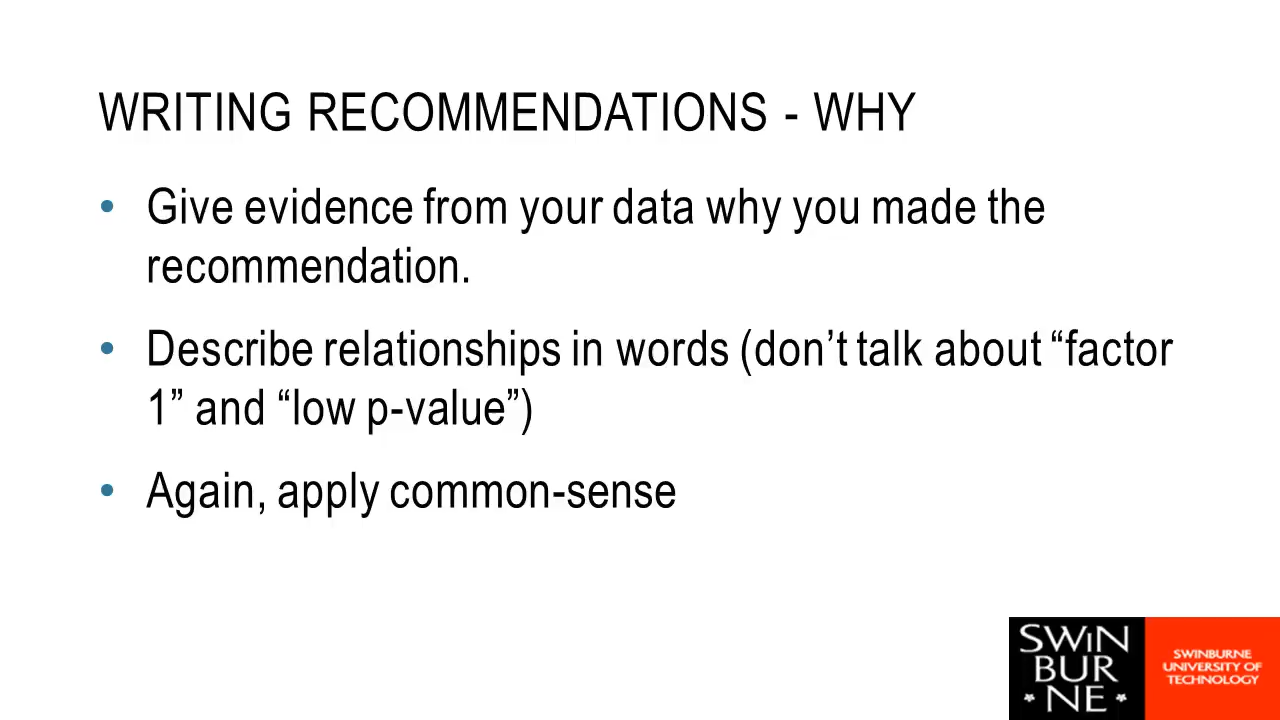 WRITING RECOMMENDATIONS - WHY
• Give evidence from your data why you made the
recommendation.
• Describe relationships in words (don’t talk about “factor
1” and “low p-value”)
• Again, apply common-sense
SWiN
BUR
NE
SWINBURNE
UNIVERSITY OF
TECHNOLOGY